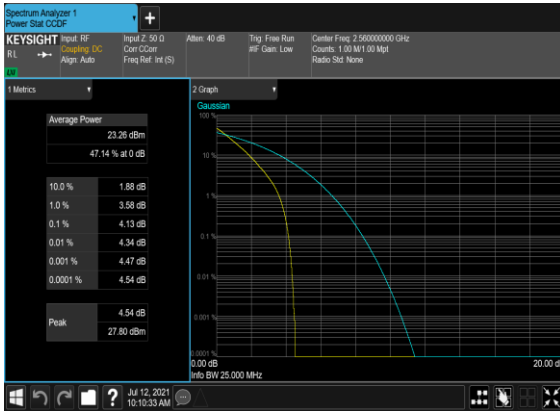 Spectrum Analyzer 1
Power Stat CCDF
+
KEYSIGHT
RL
Input: RF
Coupling: DC
Align: Auto
Input Z: 50 Ω
Corr CCorr
Freq Ref: Int (S)
Atten: 40 dB
Trig: Free Run
#IF Gain: Low
Center Freq: 2.560000000 GHz
Counts: 1.00 M/1.00 Mpt
Radio Std: None
1 Metrics
Average Power
23.26 dBm
47.14 % at 0 dB
10.0 % 1.88 dB
1.0 % 3.58 dB
0.1 % 4.13 dB
0.01 % 4.34 dB
0.001 % 4.47 dB
0.0001 % 4.54 dB
Peak 4.54 dB
27.80 dBm
2 Graph
Gaussian
100 %
10 %
1 %
0.1 %
0.01 %
0.001 %
0.0001 %
0.00 dB
20.00 d
Info BW 25.000 MHz
?
Jul 12, 2021
10:10:33 AM